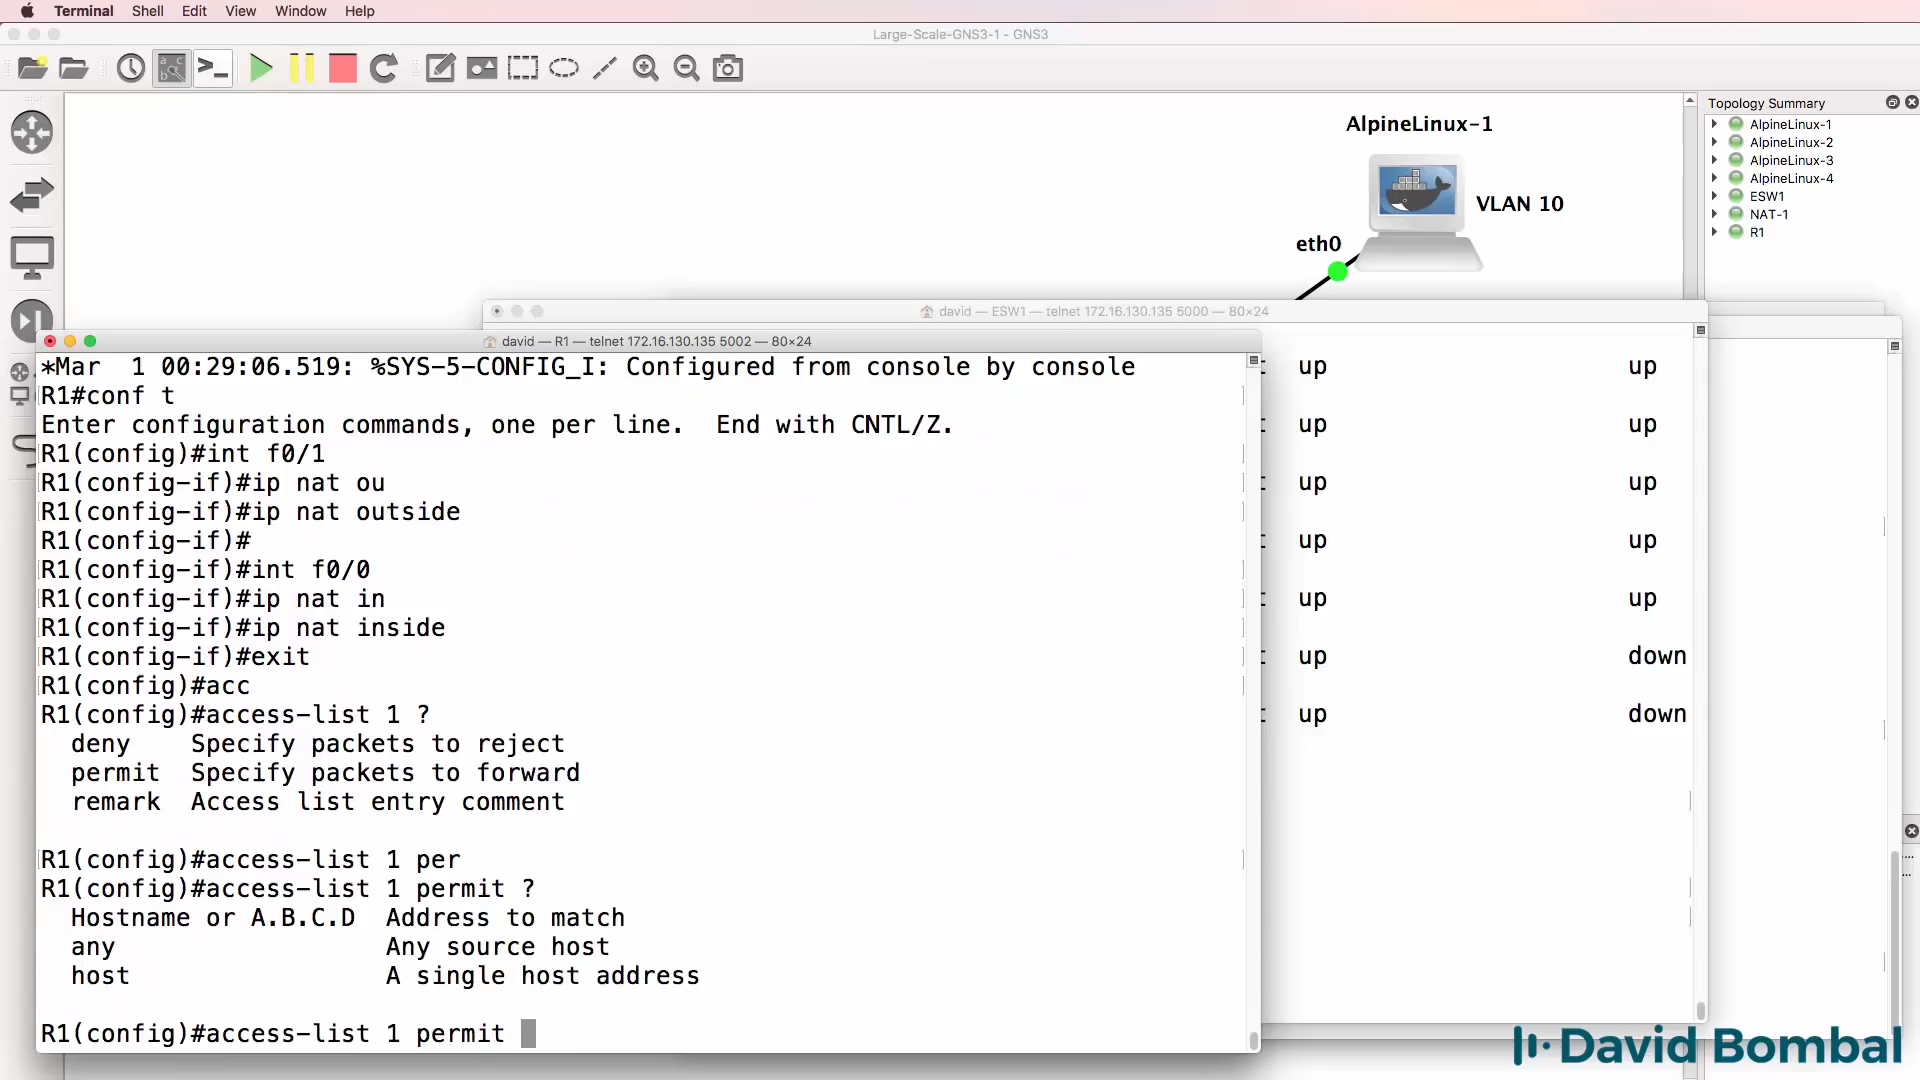 Terminal Shell Edit View Window Help
Large-Scale-GNS3-1 - GNS3
AlpineLinux-1
VLAN 10
eth0
Topology Summary
AlpineLinux-1
AlpineLinux-2
AlpineLinux-3
AlpineLinux-4
ESW1
NAT-1
R1
david — ESW1 — telnet 172.16.130.135 5000 — 80×24
up up
up up
up up
up up
up up
up down
up down
david — R1 — telnet 172.16.130.135 5002 — 80×24
*Mar  1 00:29:06.519: %SYS-5-CONFIG_I: Configured from console by console
R1#conf t
Enter configuration commands, one per line.  End with CNTL/Z.
R1(config)#int f0/1
R1(config-if)#ip nat ou
R1(config-if)#ip nat outside
R1(config-if)#
R1(config-if)#int f0/0
R1(config-if)#ip nat in
R1(config-if)#ip nat inside
R1(config-if)#exit
R1(config)#acc
R1(config)#access-list 1 ?
  deny    Specify packets to reject
  permit  Specify packets to forward
  remark  Access list entry comment
R1(config)#access-list 1 per
R1(config)#access-list 1 permit ?
  Hostname or A.B.C.D  Address to match
  any                  Any source host
  host                 A single host address
R1(config)#access-list 1 permit
David Bombal